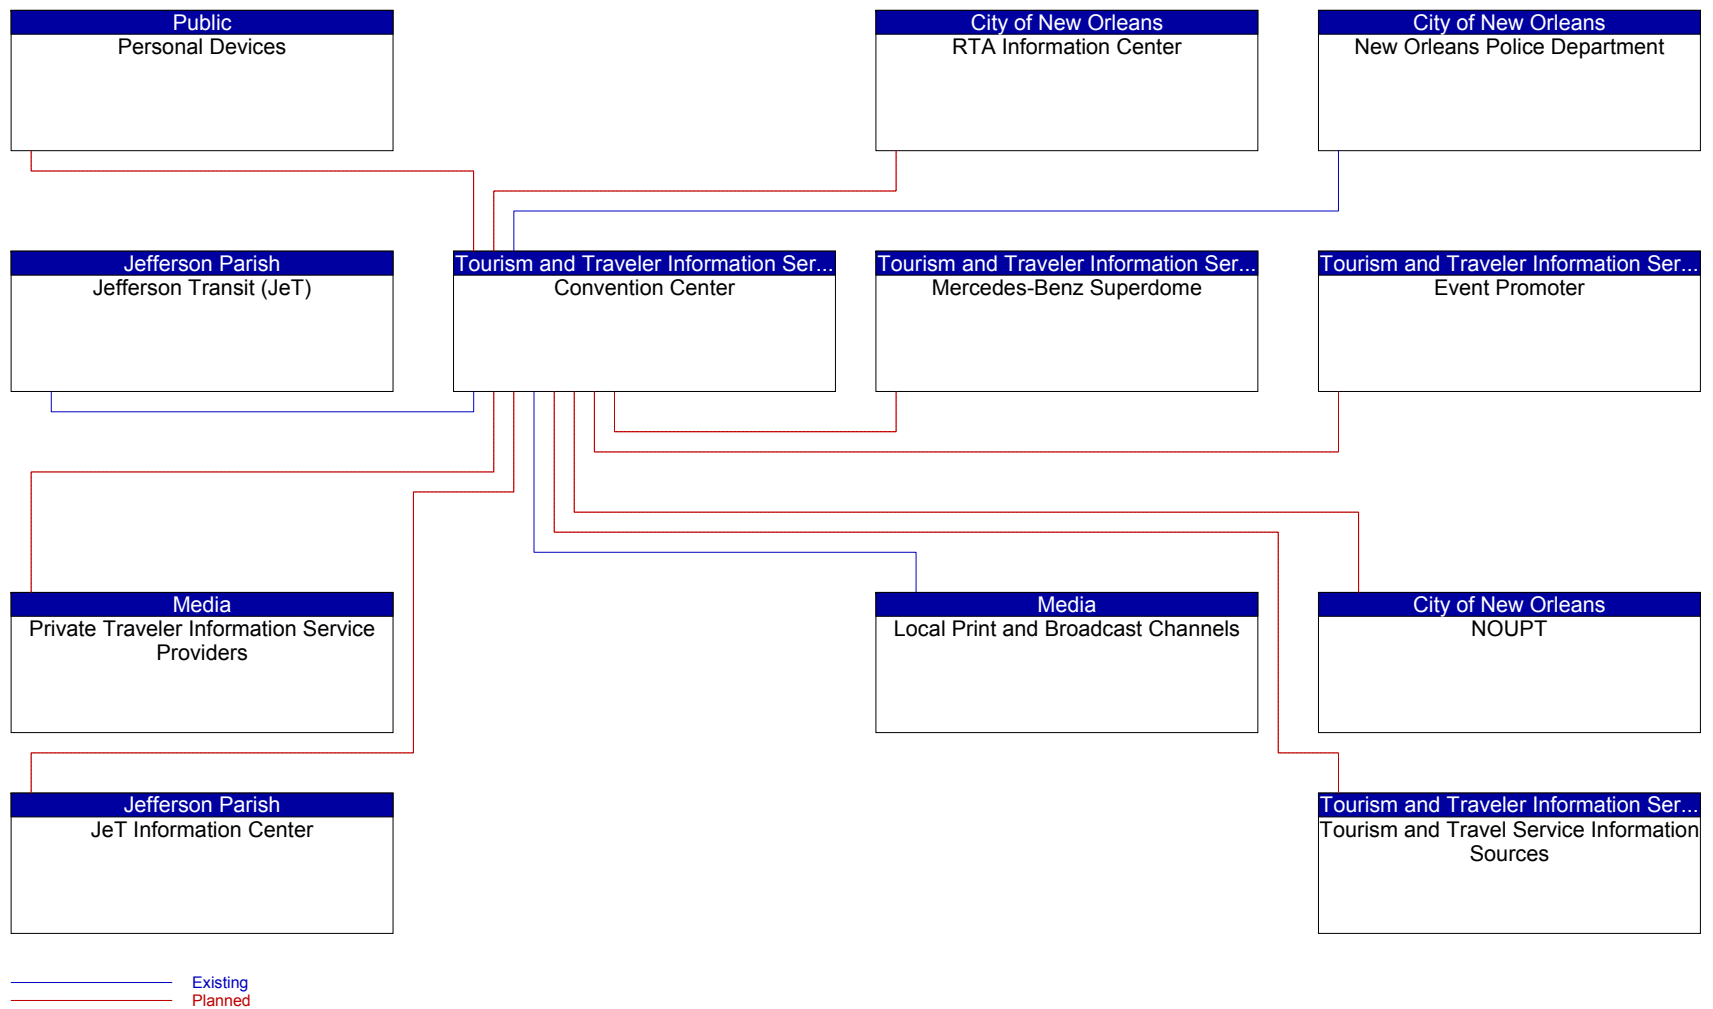 Public
Personal Devices
City of New Orleans
RTA Information Center
City of New Orleans
New Orleans Police Department
Jefferson Parish
Jefferson Transit (JeT)
Tourism and Traveler Information Ser...
Convention Center
Tourism and Traveler Information Ser...
Mercedes-Benz Superdome
Tourism and Traveler Information Ser...
Event Promoter
Media
Private Traveler Information Service
Providers
Media
Local Print and Broadcast Channels
City of New Orleans
NOUPT
Jefferson Parish
JeT Information Center
Tourism and Traveler Information Ser...
Tourism and Travel Service Information
Sources
Existing
Planned